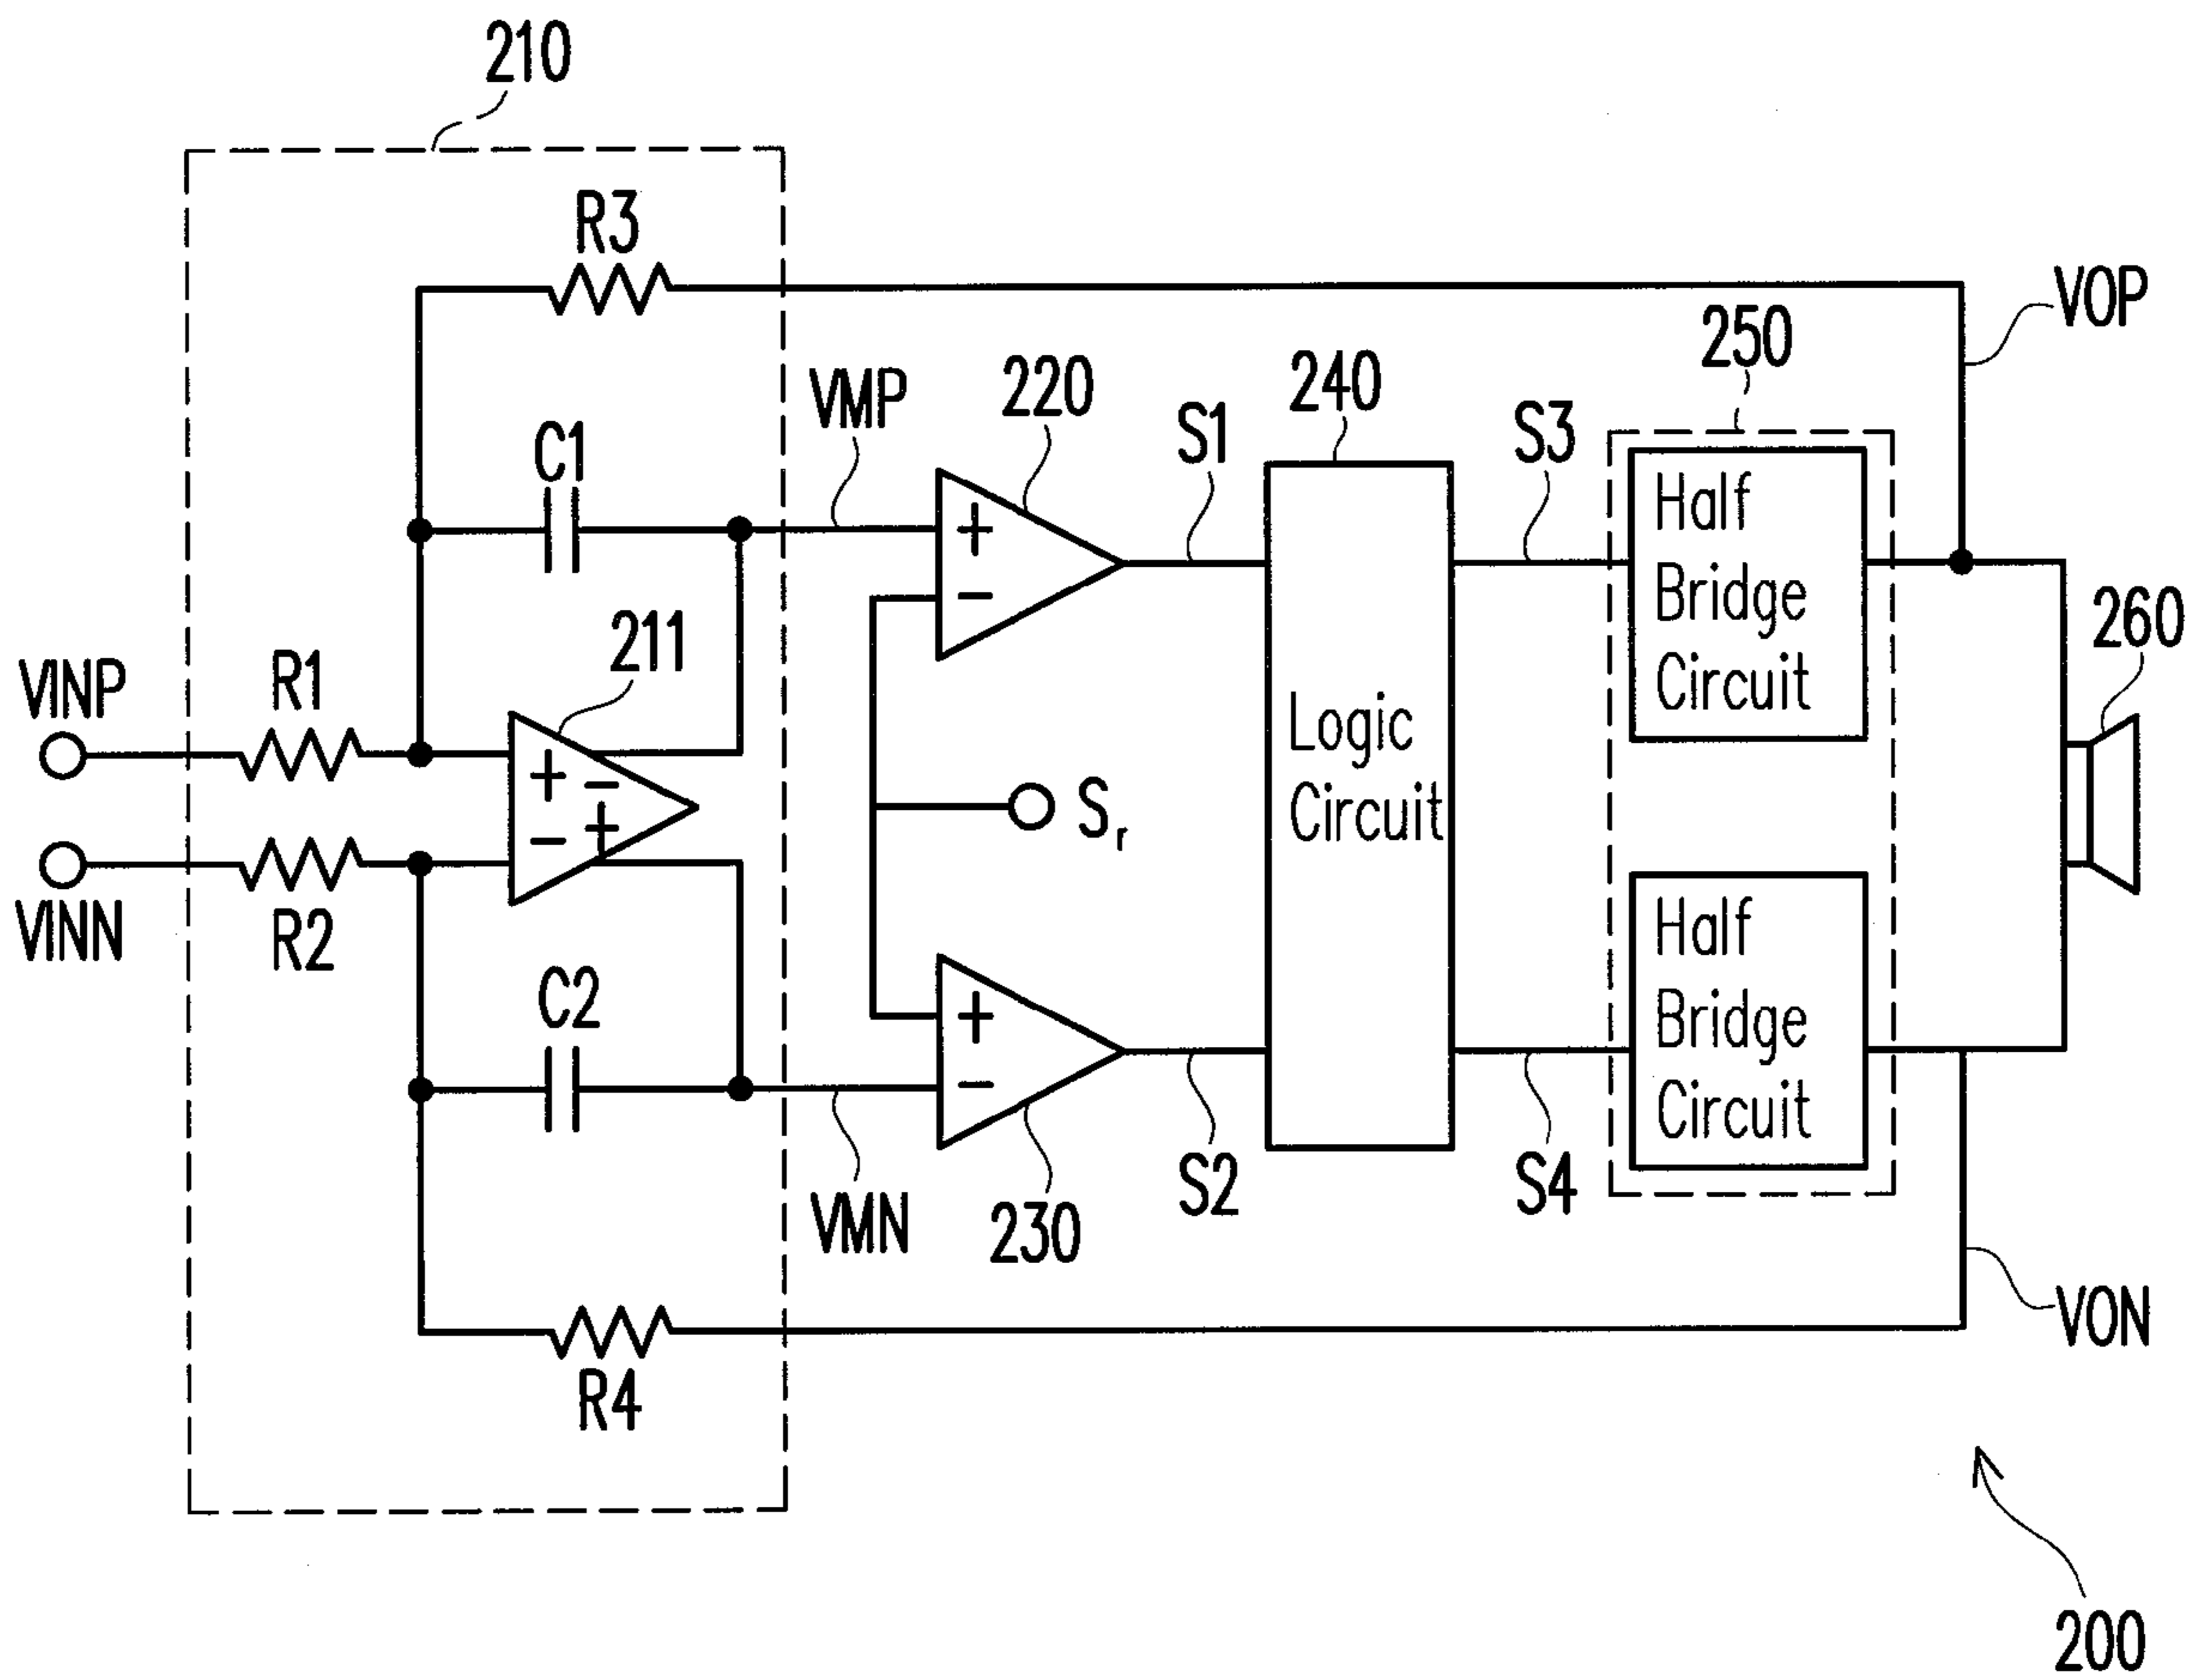 210
R3
VOP
250
VMP
220
240
S1
S3
C1
Half
Bridge
Circuit
211
260
VINP
R1
+
-
+
-
-
+
Logic
Circuit
Sr
VINN
R2
C2
+
-
Half
Bridge
Circuit
VMN
230
S2
S4
VON
R4
200